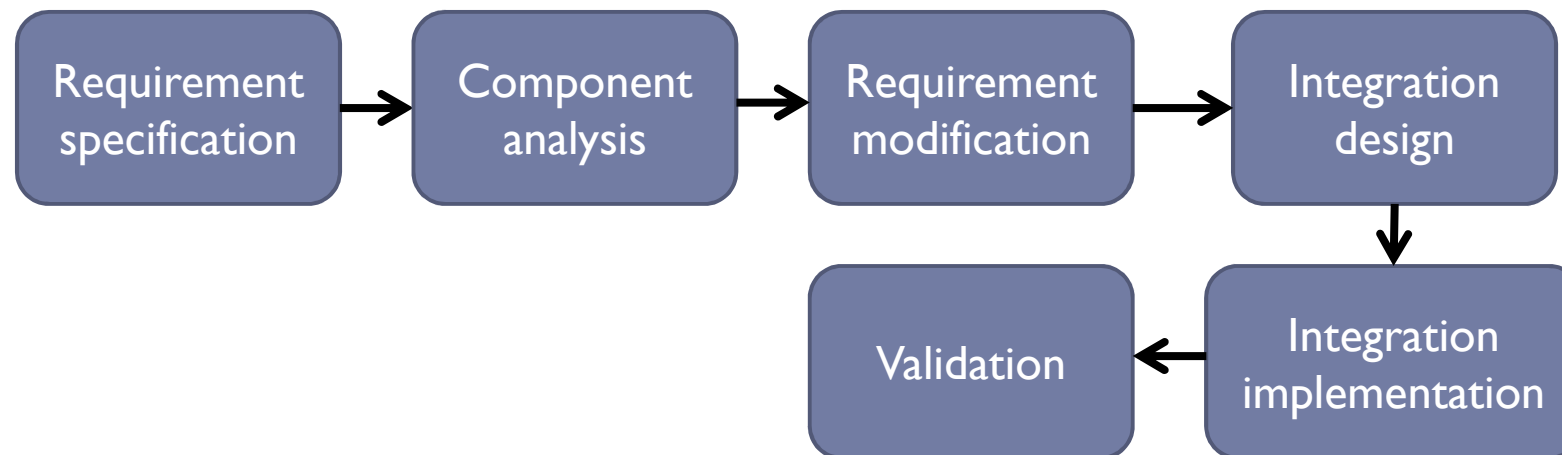 Requirement
specification
Component
analysis
Requirement
modification
Integration
design
Integration
implementation
Validation